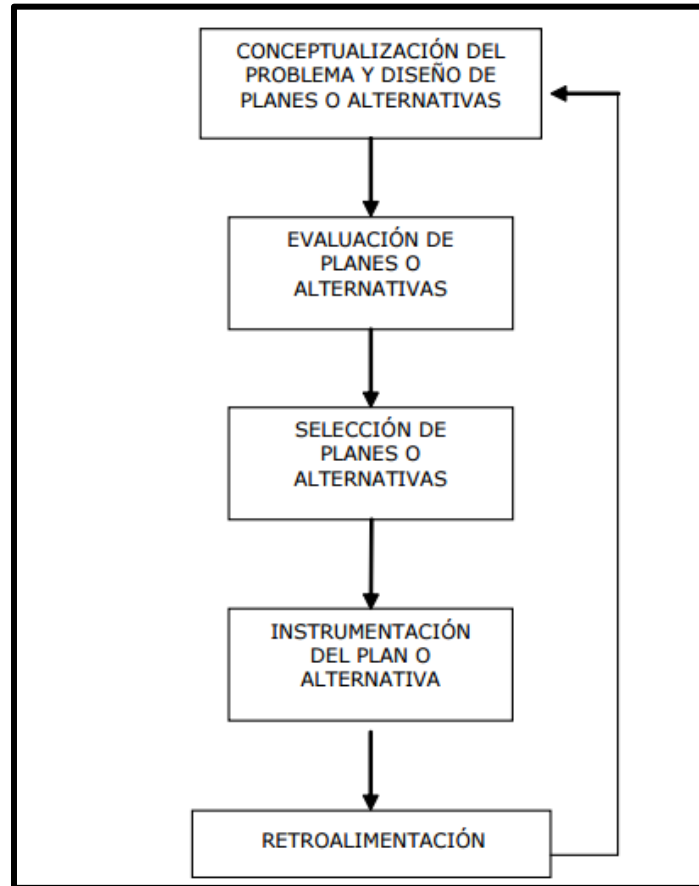 CONCEPTUALIZACIÓN DEL
PROBLEMA Y DISEÑO DE
PLANES O ALTERNATIVAS
EVALUACIÓN DE
PLANES O
ALTERNATIVAS
SELECCIÓN DE
PLANES O
ALTERNATIVAS
INSTRUMENTACIÓN
DEL PLAN O
ALTERNATIVA
RETROALIMENTACIÓN